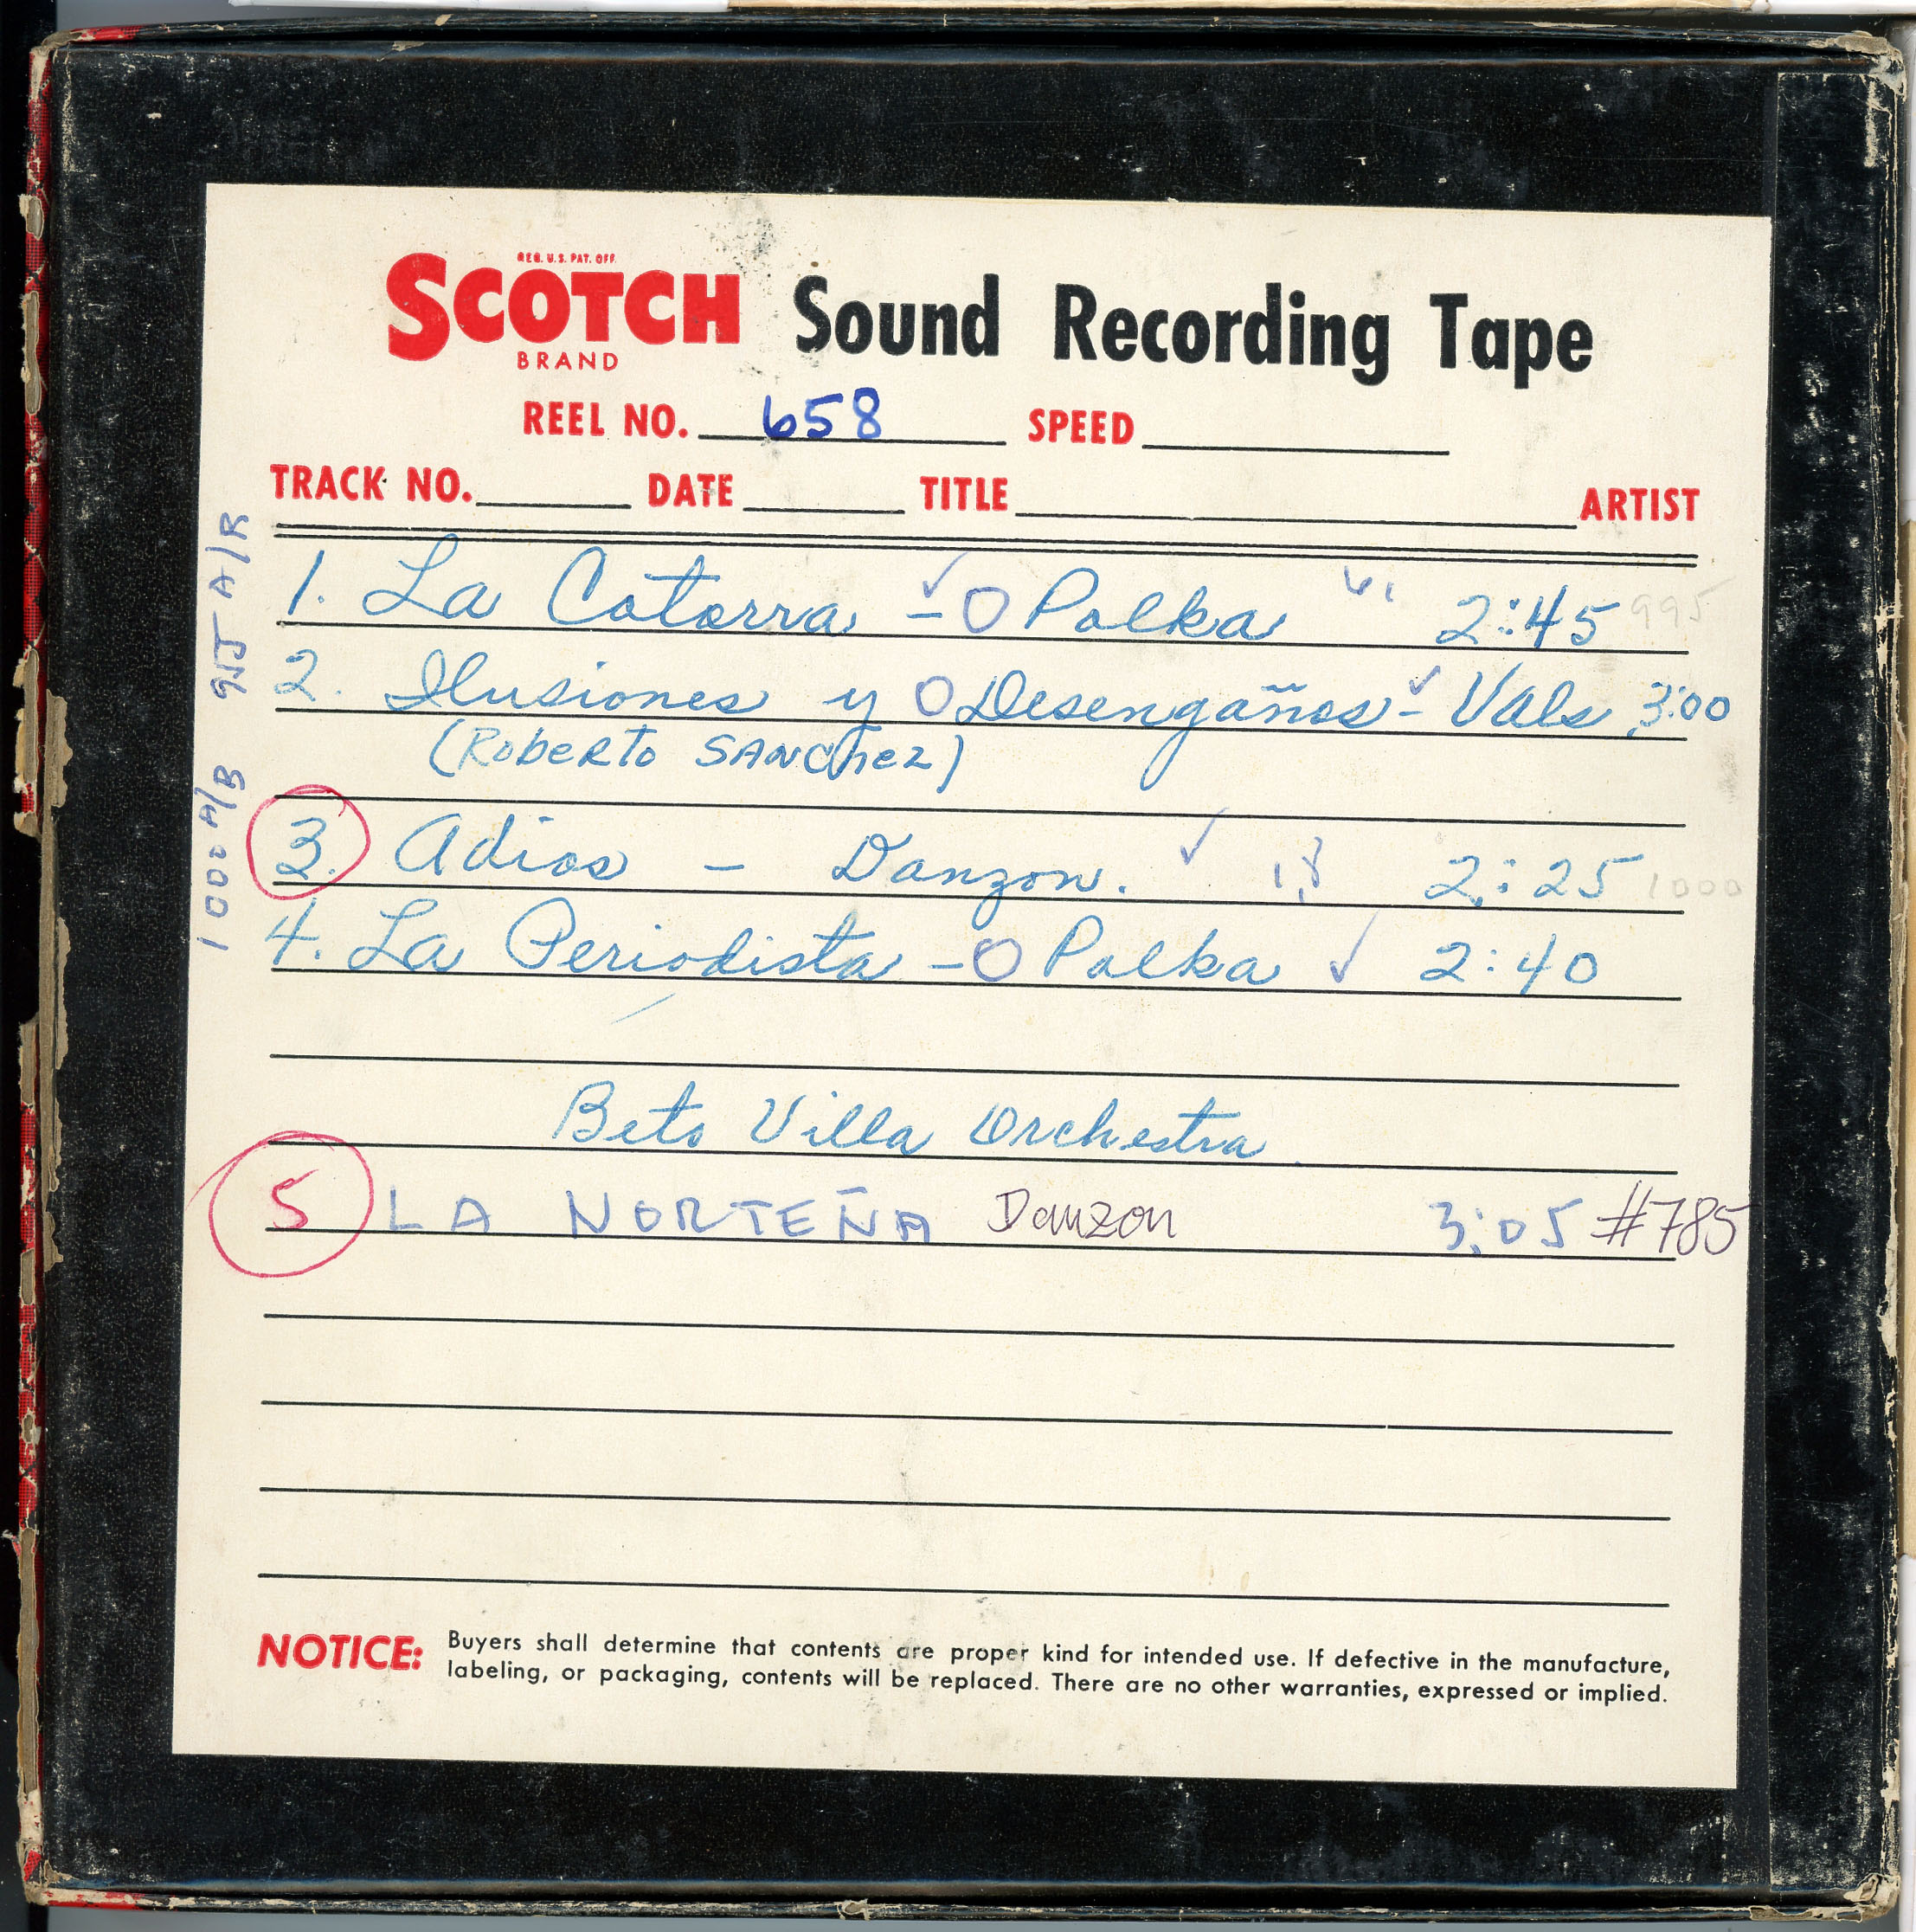 REG. U.S. PAT. OFF.
SCOTCH Sound Recording Tape
BRAND
REEL NO. 658 SPEED
TRACK NO. DATE TITLE ARTIST
1. La Cotorra - O Polka 2:45 995
2. Ilusiones y O Desengaños - Vals 3:00
(Roberto SANCHEZ)
3. Adios - Danzon. 2:25 1000
4. La Periodista - O Polka 2:40
Beto Villa Orchestra
5 LA NORTEÑA Danzon 3:05 #785
NOTICE: Buyers shall determine that contents are proper kind for intended use. If defective in the manufacture,
labeling, or packaging, contents will be replaced. There are no other warranties, expressed or implied.
1000 A/B